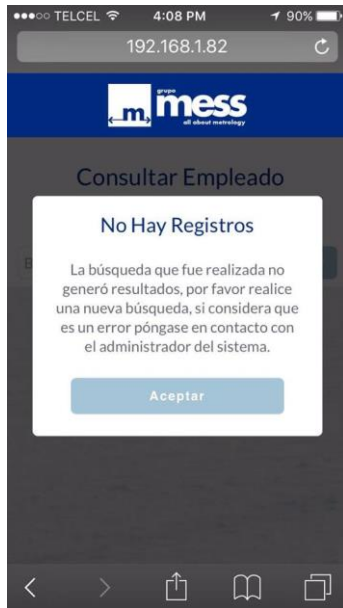 TELCEL 4:08 PM 90%
192.168.1.82
grupo
m mess
all about metrology
Consultar Empleado
No Hay Registros
B
La búsqueda que fue realizada no
generó resultados, por favor realice
una nueva búsqueda, si considera que
es un error póngase en contacto con
el administrador del sistema.
Aceptar